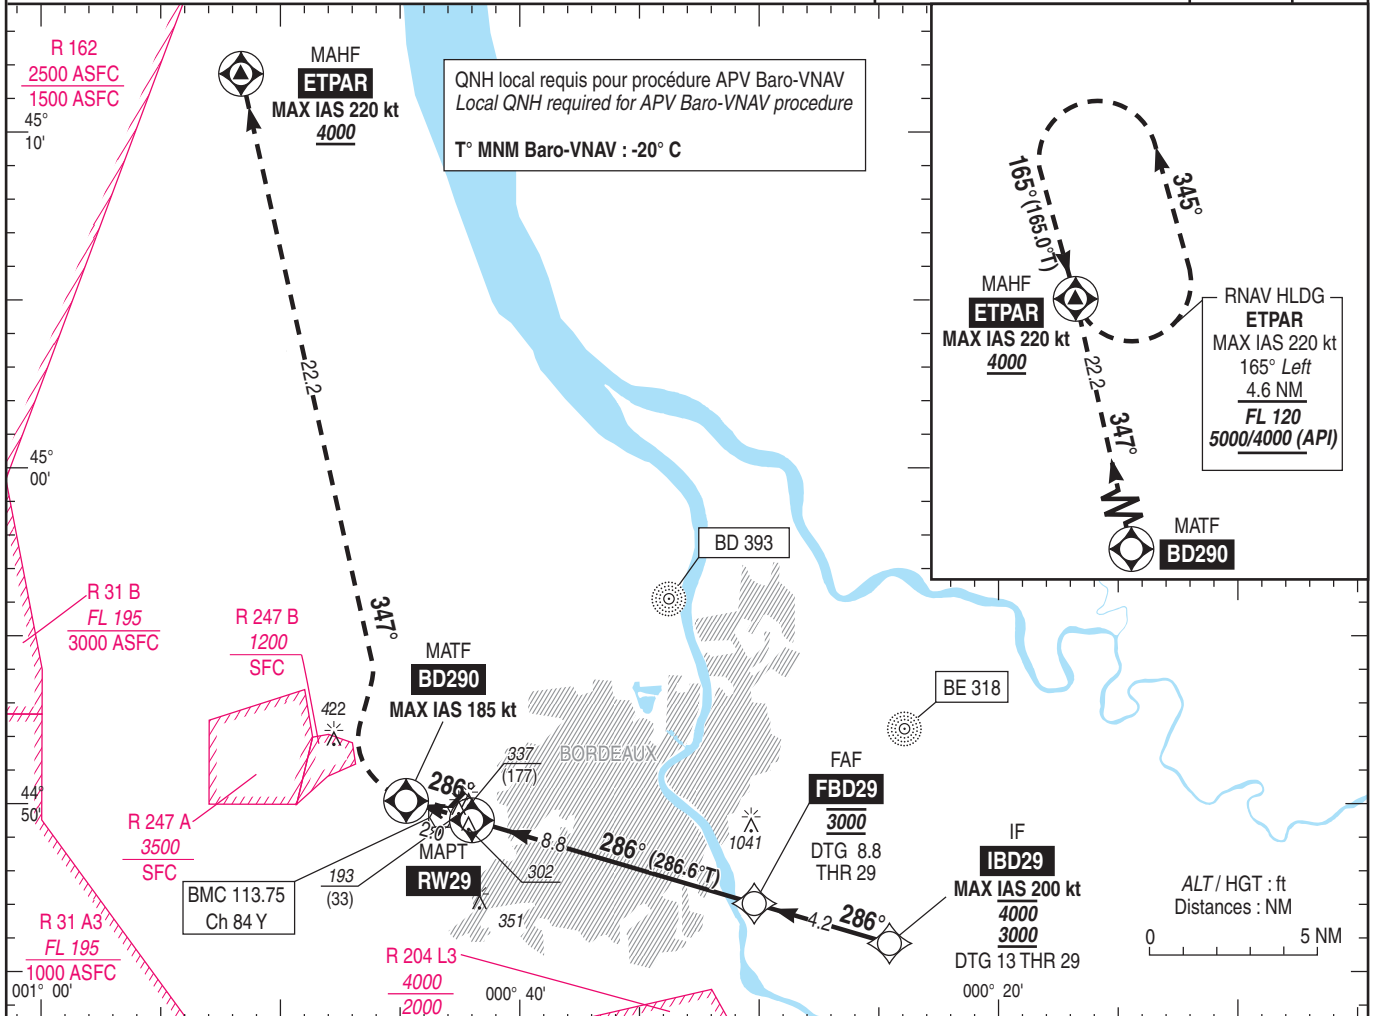 R 162
2500 ASFC
1500 ASFC
45°
10'
MAHF
ETPAR
MAX IAS 220 kt
4000
QNH local requis pour procédure APV Baro-VNAV
Local QNH required for APV Baro-VNAV procedure
T° MNM Baro-VNAV : -20° C
165° (165.0°T)
345°
MAHF
ETPAR
MAX IAS 220 kt
4000
RNAV HLDG
ETPAR
MAX IAS 220 kt
165° Left
4.6 NM
FL 120
5000/4000 (API)
22.2
347°
MATF
BD290
22.2
45°
00'
BD 393
R 31 B
FL 195
3000 ASFC
R 247 B
1200
SFC
347°
MATF
BD290
MAX IAS 185 kt
BE 318
422
337
(177)
BORDEAUX
FAF
FBD29
3000
DTG 8.8
THR 29
44°
50'
286°
R 247 A
3500
SFC
2.0
MAPT
RW29
8.8
286° (286.6°T)
1041
IF
IBD29
MAX IAS 200 kt
4000
3000
DTG 13 THR 29
302
193
(33)
BMC 113.75
Ch 84 Y
351
4.2
286°
ALT / HGT : ft
Distances : NM
0
5 NM
R 31 A3
FL 195
1000 ASFC
R 204 L3
4000
2000
001° 00'
000° 40'
000° 20'